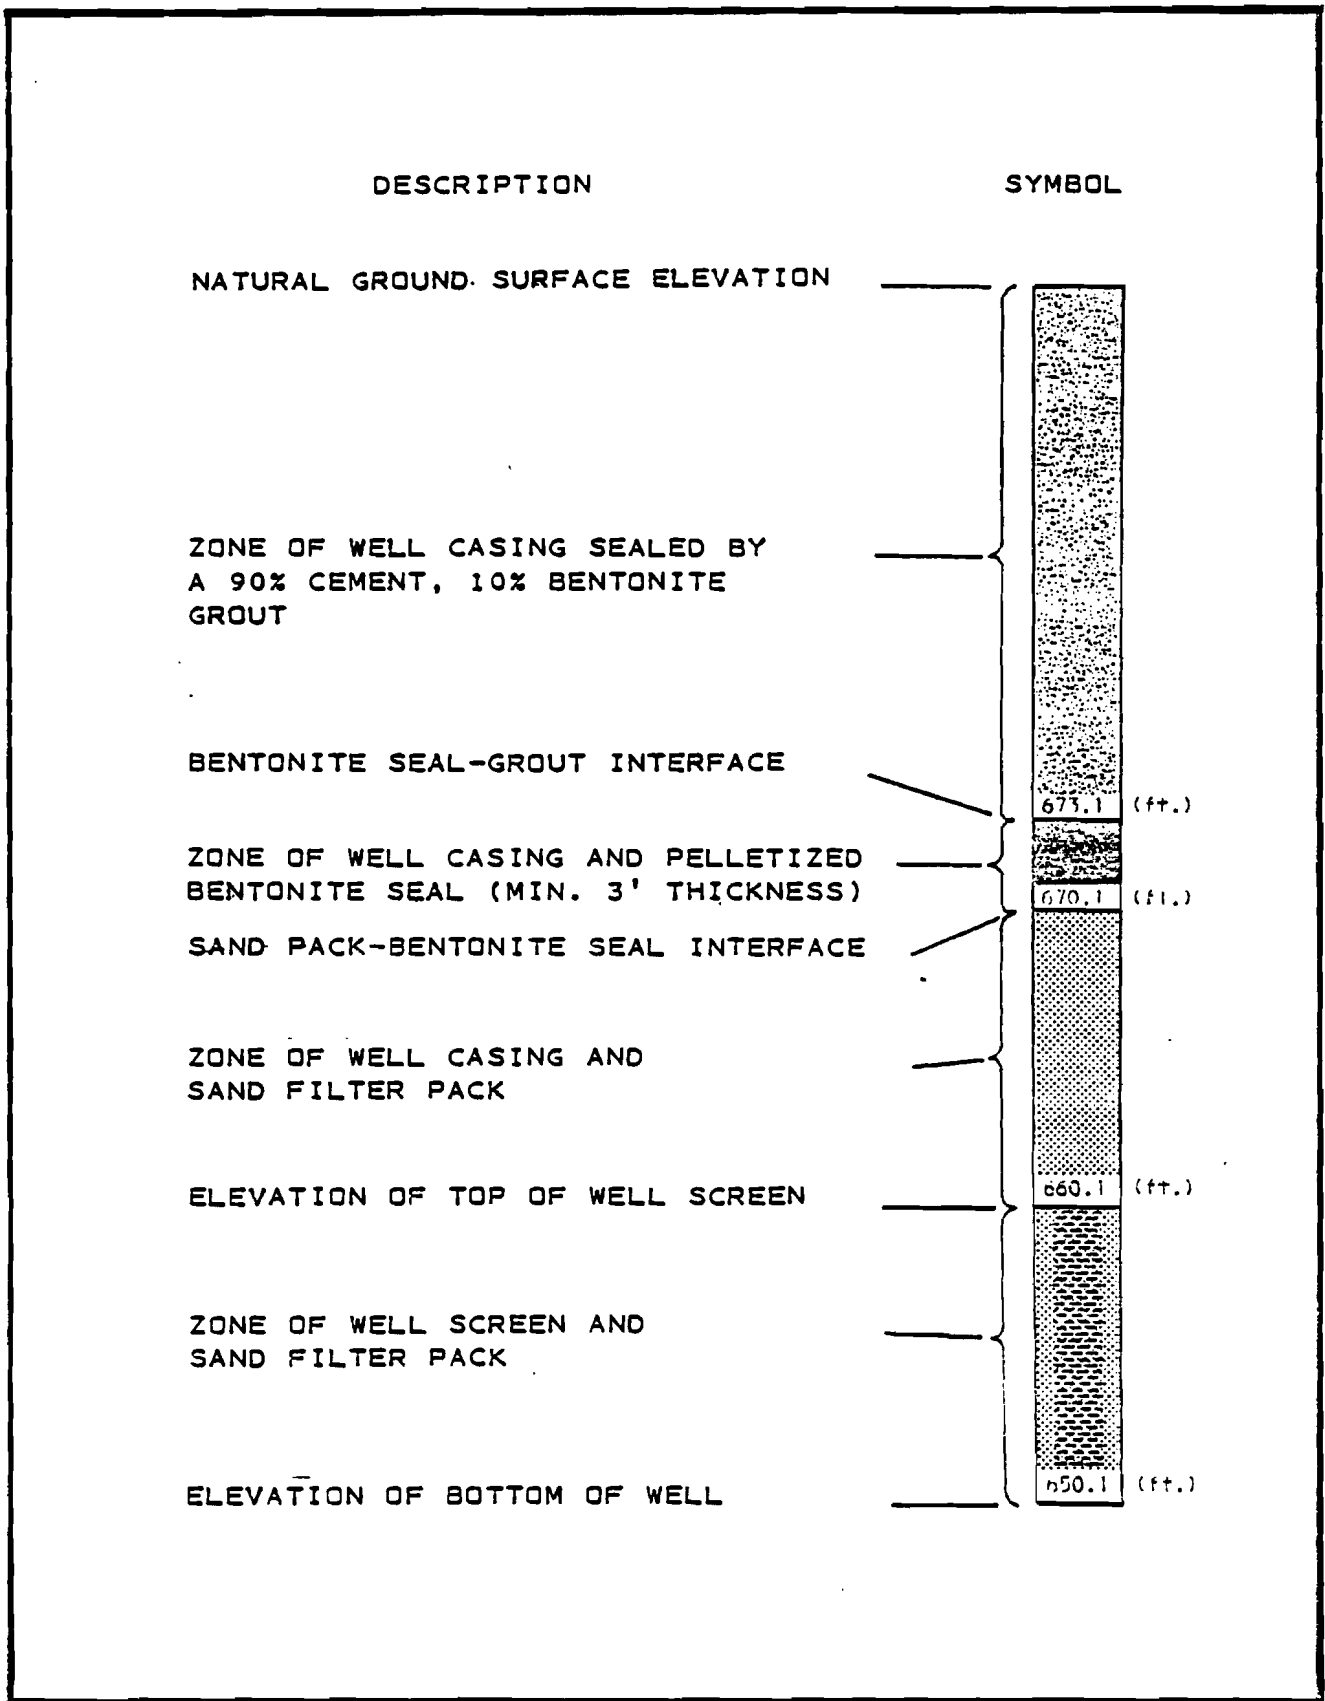 DESCRIPTION SYMBOL
NATURAL GROUND SURFACE ELEVATION
ZONE OF WELL CASING SEALED BY
A 90% CEMENT, 10% BENTONITE
GROUT
BENTONITE SEAL-GROUT INTERFACE
673.1 (ft.)
ZONE OF WELL CASING AND PELLETIZED
BENTONITE SEAL (MIN. 3' THICKNESS)
670.1 (ft.)
SAND PACK-BENTONITE SEAL INTERFACE
ZONE OF WELL CASING AND
SAND FILTER PACK
ELEVATION OF TOP OF WELL SCREEN
660.1 (ft.)
ZONE OF WELL SCREEN AND
SAND FILTER PACK
ELEVATION OF BOTTOM OF WELL
650.1 (ft.)